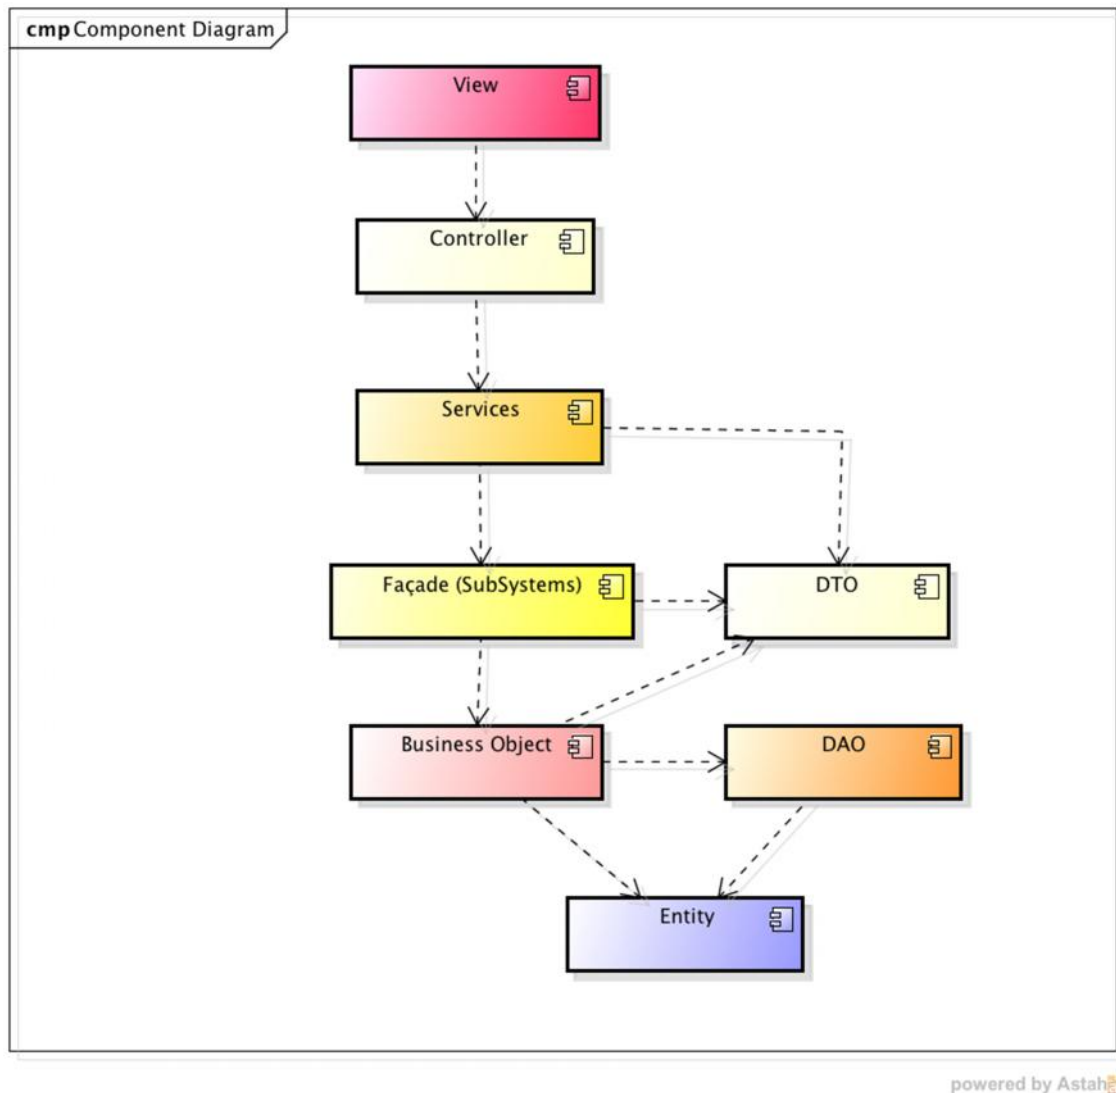 cmp Component Diagram
View
Controller
Services
Façade (SubSystems)
DTO
Business Object
DAO
Entity
powered by Astah